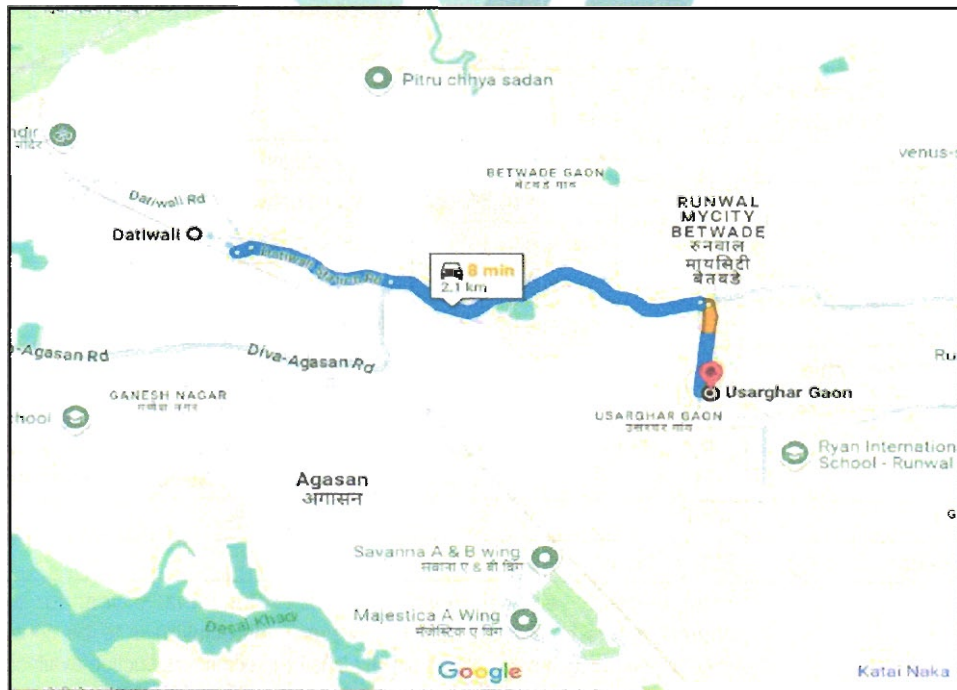 Pitru chhya sadan
ndir
मंदिर
venus-s
BETWADE GAON
बेटवडे गाव
Datiwali Rd
RUNWAL
MYCITY
BETWADE
रुनवाल
मायसिटी
बेतवडे
Datiwali
8 min
2.1 km
-Agasan Rd
Diva-Agasan Rd
Ru
GANESH NAGAR
गणेश नगर
Usarghar Gaon
chool
USARGHAR GAON
उसरघर गाव
Ryan Internation
School - Runwal
Agasan
अगासन
G
Savanna A & B wing
सवाना ए & बी विंग
Majestica A Wing
मॅजेस्टिक ए विंग
Desai Khadi
Google
Katai Naka